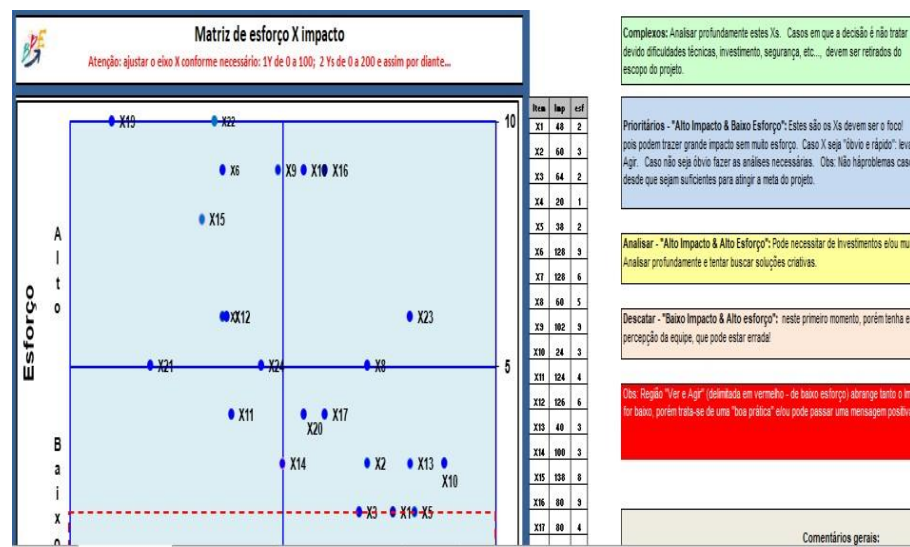 Matriz de esforço X impacto
Atenção: ajustar o eixo X conforme necessário: 1Y de 0 a 100; 2 Ys de 0 a 200 e assim por diante...
Esforço
Alto
Baixo
10
5
X19
X22
X6
X9
X16
X15
X12
X23
X21
X24
X8
X11
X17
X20
X14
X2
X13
X10
X3
X1
X5
Item Imp esf
X1 48 2
X2 60 3
X3 64 2
X4 20 1
X5 38 2
X6 128 9
X7 128 6
X8 60 5
X9 102 9
X10 24 3
X11 124 4
X12 126 6
X13 40 3
X14 100 3
X15 138 8
X16 80 9
X17 80 4
Complexos: Analisar profundamente estes Xs. Casos em que a decisão é não tratar
devido dificuldades técnicas, investimento, segurança, etc..., devem ser retirados do
escopo do projeto.
Prioritários - "Alto Impacto & Baixo Esforço": Estes são os Xs devem ser o foco!
pois podem trazer grande impacto sem muito esforço. Caso X seja "óbvio e rápido": leva
Agir. Caso não seja óbvio fazer as análises necessárias. Obs: Não háproblemas caso
desde que sejam suficientes para atingir a meta do projeto.
Analisar - "Alto Impacto & Alto Esforço": Pode necessitar de Investimentos e/ou mu
Analisar profundamente e tentar buscar soluções criativas.
Descatar - "Baixo Impacto & Alto esforço": neste primeiro momento, porém tenha e
percepção da equipe, que pode estar errada!
Obs: Região "Ver e Agir" (delimitada em vermelho - de baixo esforço) abrange tanto o im
for baixo, porém trata-se de uma "boa prática" e/ou pode passar uma mensagem positiv
Comentários gerais: